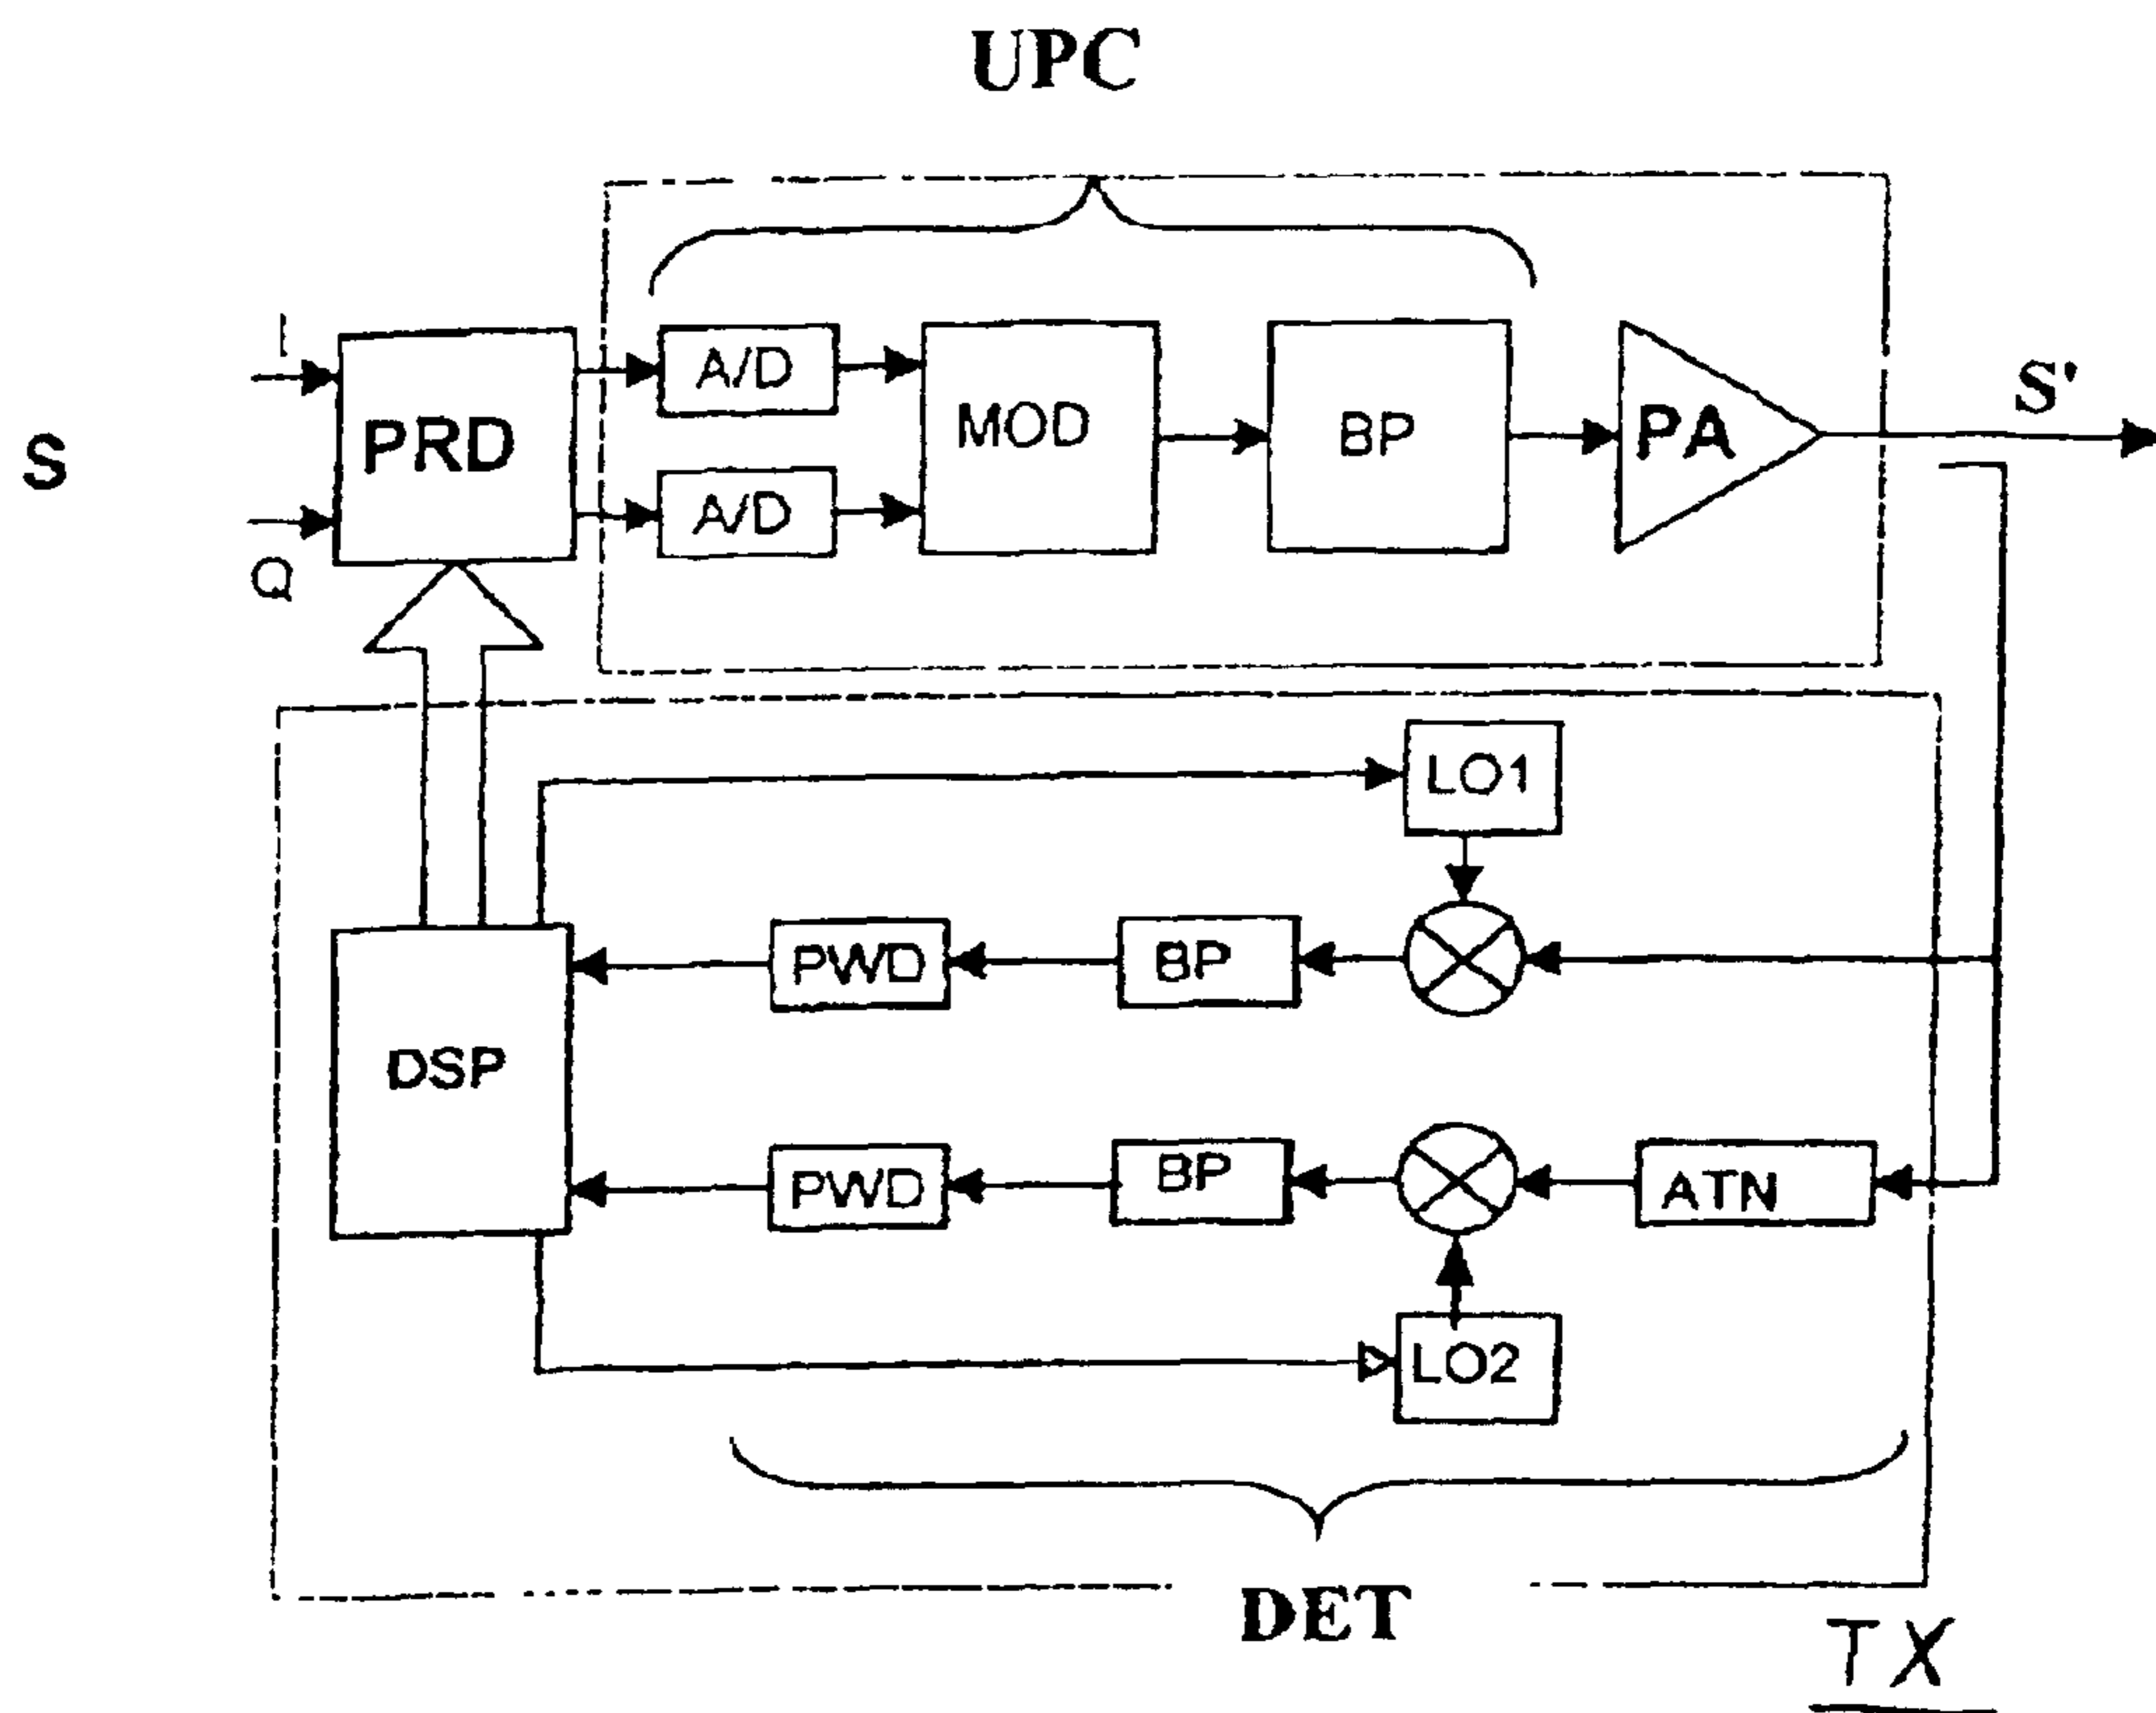 UPC
I
A/D
S'
PRD
MOD
BP
PA
S
A/D
Q
LO1
PWD
BP
DSP
PWD
BP
ATN
LO2
DET
TX